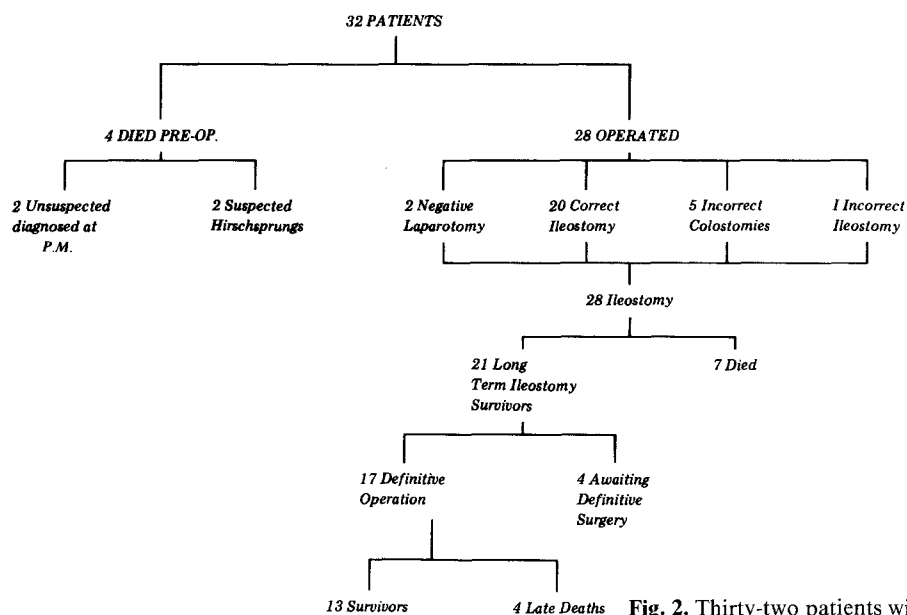 32 PATIENTS
4 DIED PRE-OP.
28 OPERATED
2 Unsuspected
diagnosed at
P.M.
2 Suspected
Hirschsprungs
2 Negative
Laparotomy
20 Correct
Ileostomy
5 Incorrect
Colostomies
1 Incorrect
Ileostomy
28 Ileostomy
21 Long
Term Ileostomy
Survivors
7 Died
17 Definitive
Operation
4 Awaiting
Definitive
Surgery
13 Survivors
4 Late Deaths
Fig. 2. Thirty-two patients wi